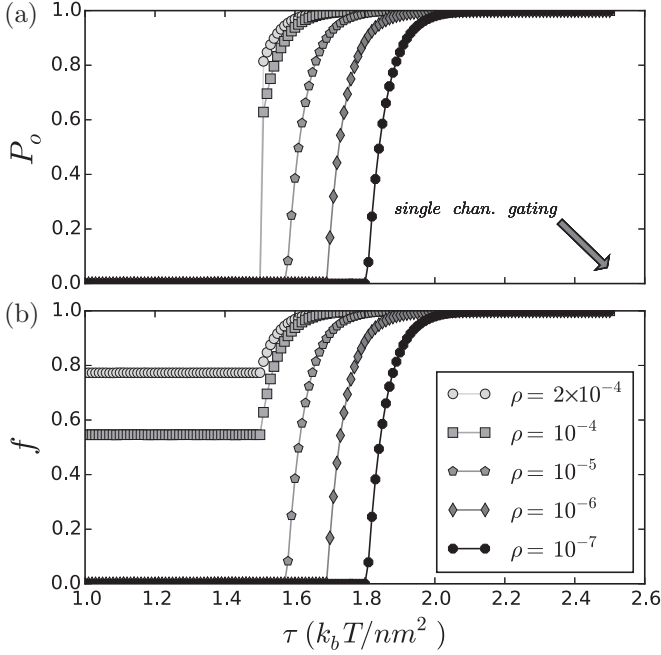 (a)
1.0
0.8
0.6
0.4
0.2
0.0
P_o
single chan. gating
(b)
1.0
0.8
0.6
0.4
0.2
0.0
f
ρ = 2×10⁻⁴
ρ = 10⁻⁴
ρ = 10⁻⁵
ρ = 10⁻⁶
ρ = 10⁻⁷
1.0 1.2 1.4 1.6 1.8 2.0 2.2 2.4 2.6
τ (k_bT/nm² )